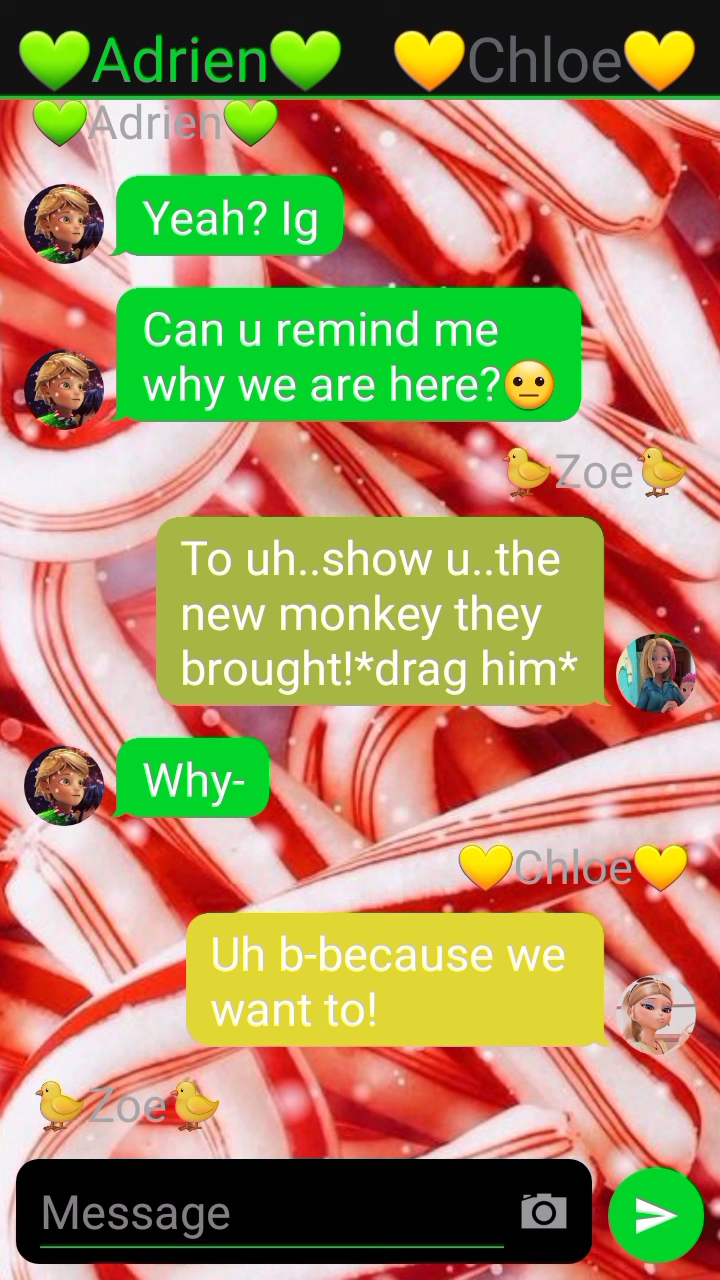 💚Adrien💚 💛Chloe💛
💚Adrien💚
Yeah? Ig
Can u remind me
why we are here?😐
🐤Zoe🐤
To uh..show u..the
new monkey they
brought!*drag him*
Why-
💛Chloe💛
Uh b-because we
want to!
🐤Zoe🐤
Message